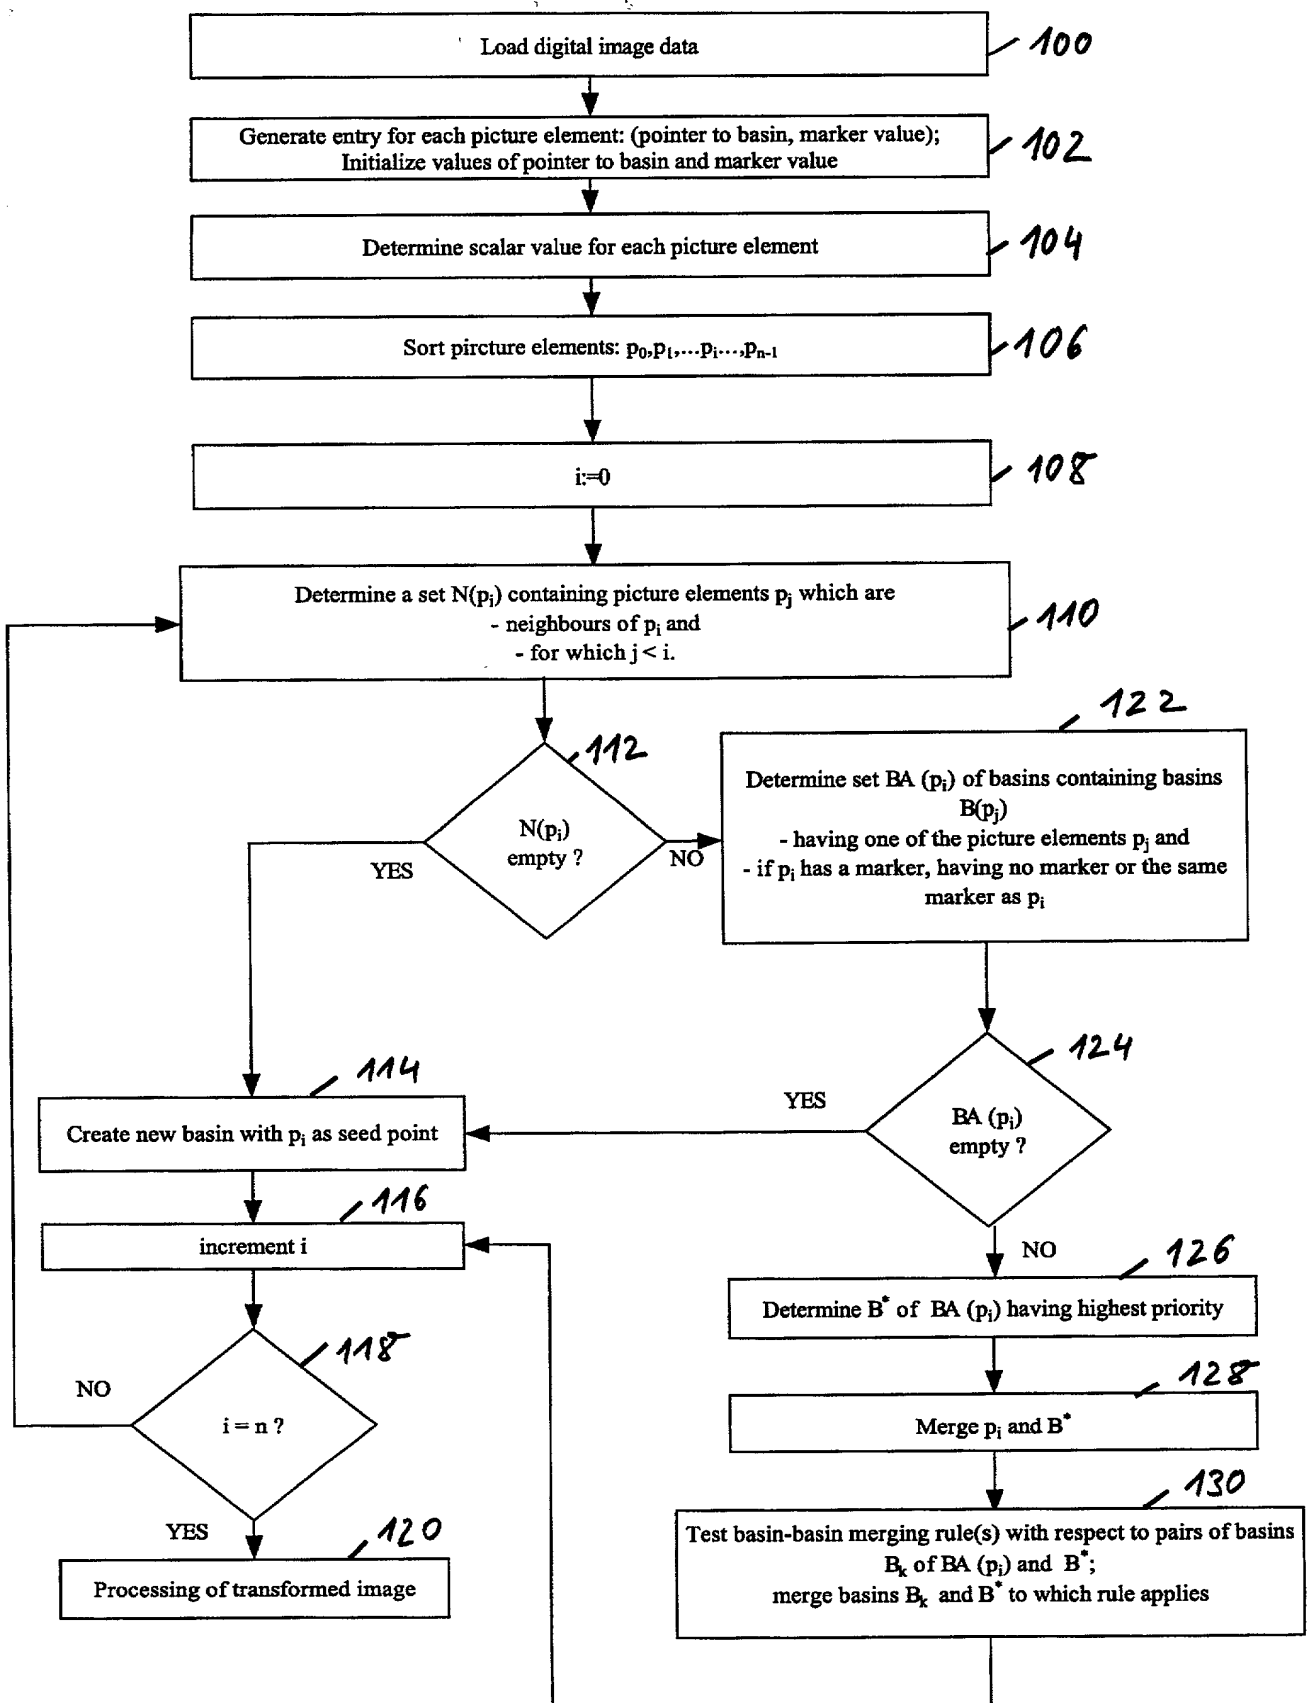 Load digital image data
100
Generate entry for each picture element: (pointer to basin, marker value);
Initialize values of pointer to basin and marker value
102
Determine scalar value for each picture element
104
Sort pircture elements: p₀,p₁,...pᵢ...,pₙ₋₁
106
i:=0
108
Determine a set N(pᵢ) containing picture elements pⱼ which are
- neighbours of pᵢ and
- for which j < i.
110
112
N(pᵢ)
empty ?
YES
NO
122
Determine set BA (pᵢ) of basins containing basins
B(pⱼ)
- having one of the picture elements pⱼ and
- if pᵢ has a marker, having no marker or the same
marker as pᵢ
124
BA (pᵢ)
empty ?
YES
NO
114
Create new basin with pᵢ as seed point
116
increment i
118
i = n ?
NO
YES
120
Processing of transformed image
126
Determine B* of BA (pᵢ) having highest priority
128
Merge pᵢ and B*
130
Test basin-basin merging rule(s) with respect to pairs of basins
Bₖ of BA (pᵢ) and B*;
merge basins Bₖ and B* to which rule applies